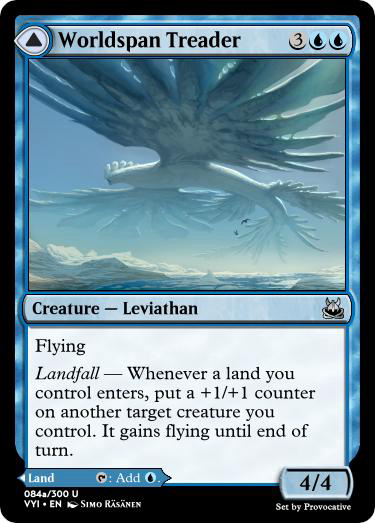 Worldspan Treader 3
Creature — Leviathan
Flying
Landfall — Whenever a land you
control enters, put a +1/+1 counter
on another target creature you
control. It gains flying until end of
turn.
Land : Add .
4/4
084a/300 U
VYI • EN Simo Räsänen
Set by Provocative